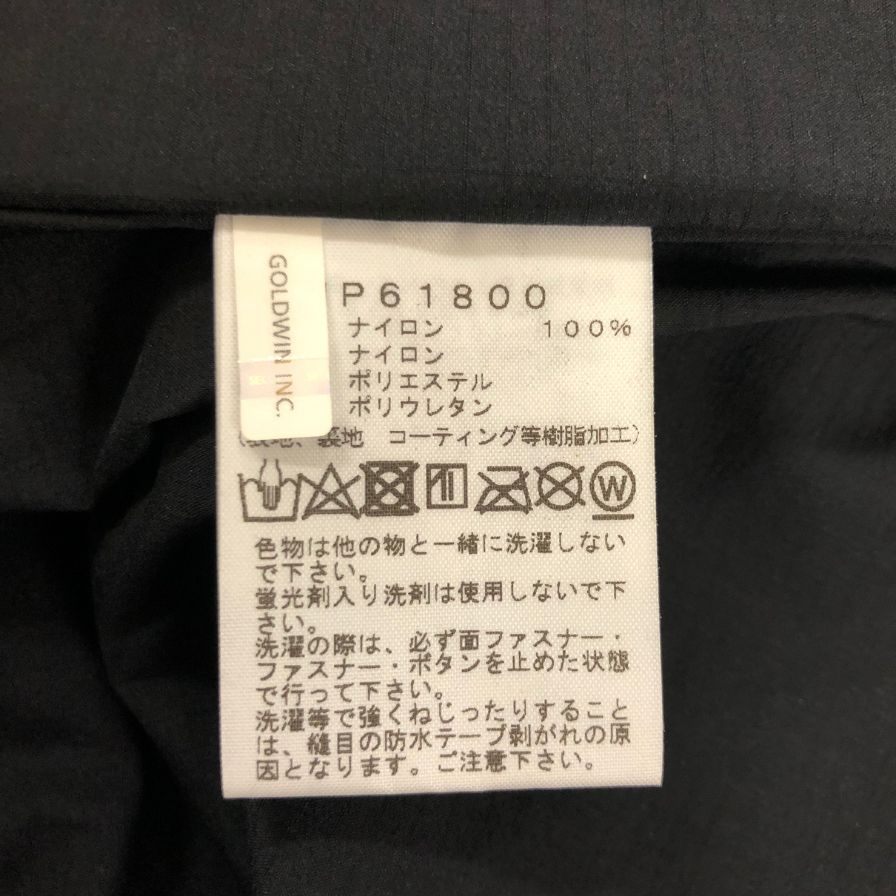 GOLDWIN INC.
P61800
ナイロン 100%
ナイロン
ポリエステル
ポリウレタン
裏地 コーティング等樹脂加工)
W
色物は他の物と一緒に洗濯しない
で下さい。
蛍光剤入り洗剤は使用しないで下
さい。
洗濯の際は、必ず面ファスナー・
ファスナー・ボタンを止めた状態
で行って下さい。
洗濯等で強くねじったりすること
は、縫目の防水テープ剥がれの原
因となります。ご注意下さい。